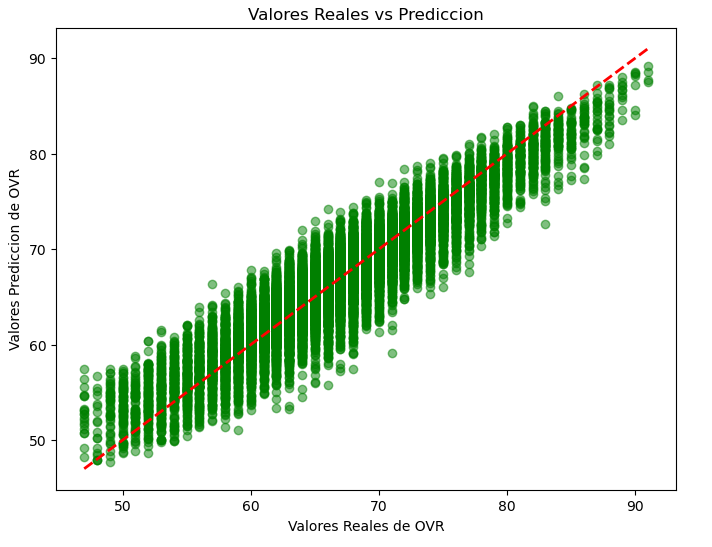 Valores Reales vs Prediccion
Valores Prediccion de OVR
90
80
70
60
50
50 60 70 80 90
Valores Reales de OVR